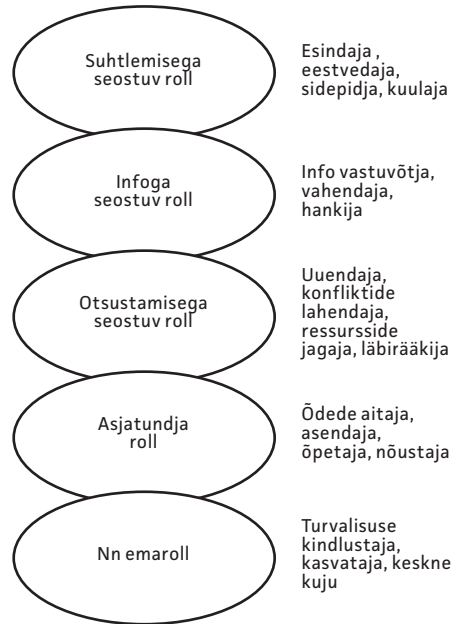 Suhtlemisega
seostuv roll
Esindaja ,
eestvedaja,
sidepidja, kuulaja
Infoga
seostuv roll
Info vastuvõtja,
vahendaja,
hankija
Otsustamisega
seostuv roll
Uuendaja,
konfliktide
lahendaja,
ressursside
jagaja, läbirääkija
Asjatundja
roll
Õdede aitaja,
asendaja,
õpetaja, nõustaja
Nn emaroll
Turvalisuse
kindlustaja,
kasvataja, keskne
kuju